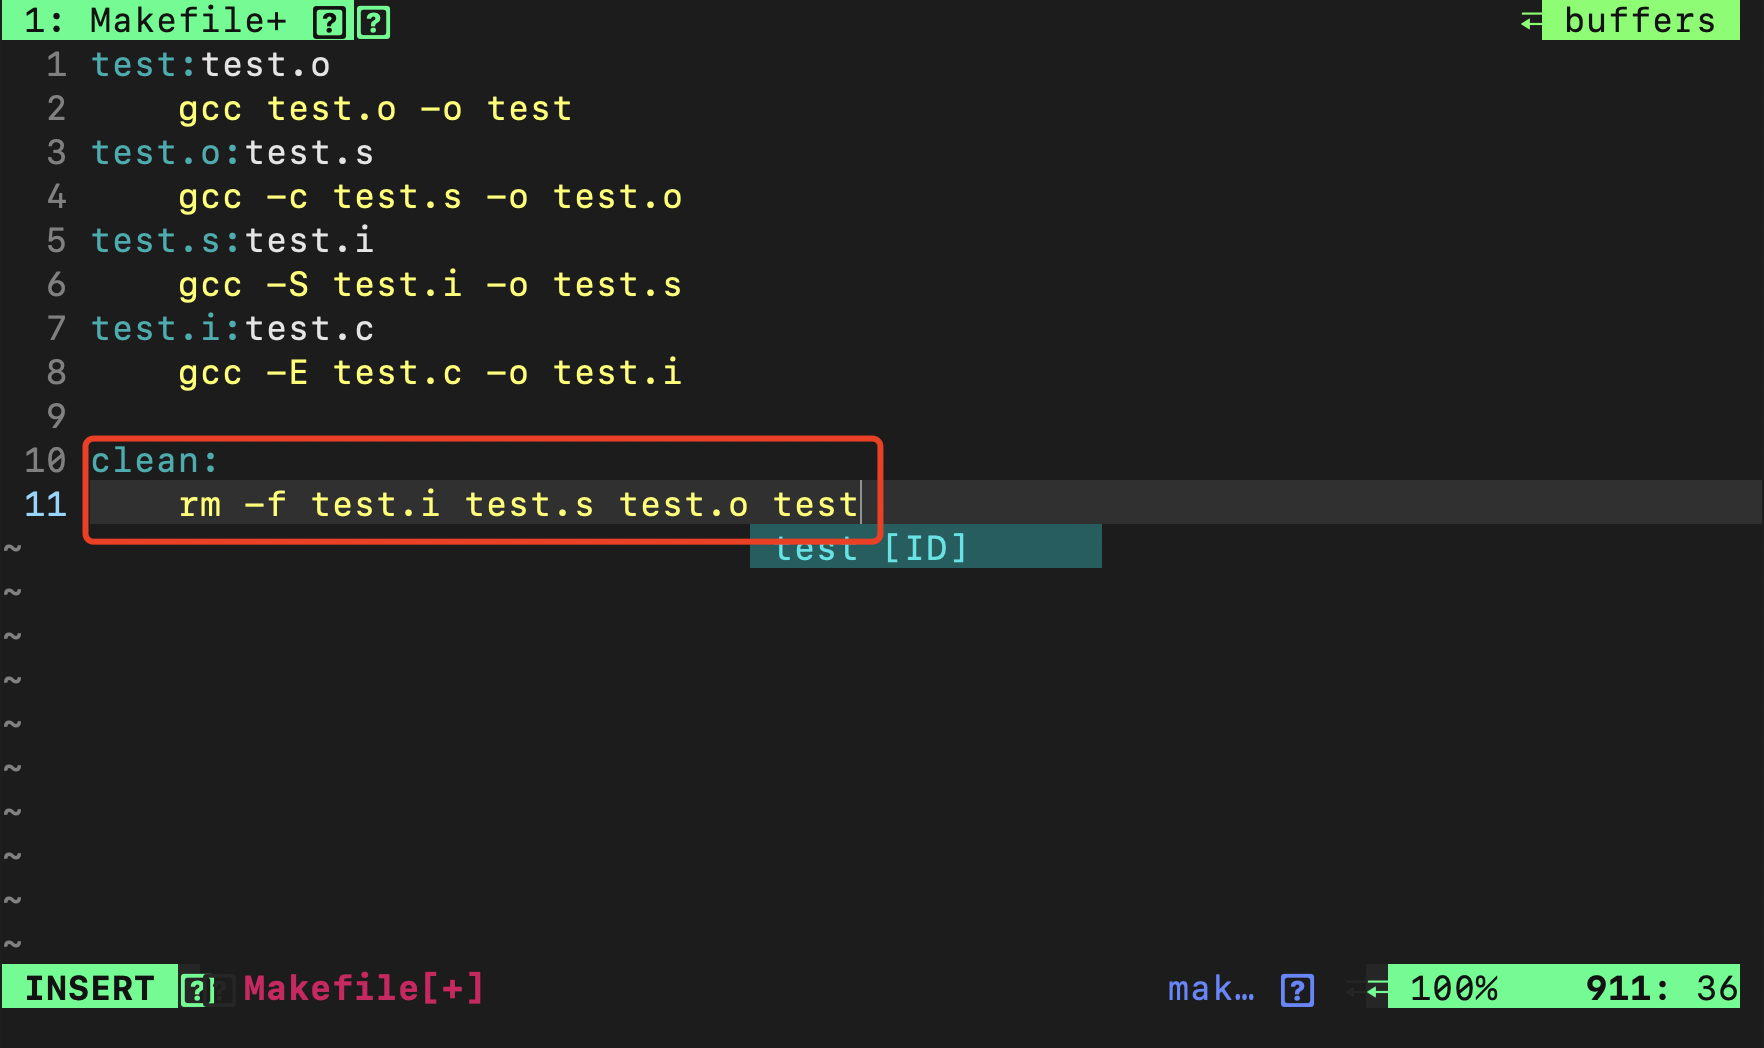 1: Makefile+ buffers
1 test:test.o
2 gcc test.o -o test
3 test.o:test.s
4 gcc -c test.s -o test.o
5 test.s:test.i
6 gcc -S test.i -o test.s
7 test.i:test.c
8 gcc -E test.c -o test.i
9
10 clean:
11 rm -f test.i test.s test.o test
~ test [ID]
~
~
~
~
~
~
~
~
~
INSERT Makefile[+] mak… 100% 911: 36